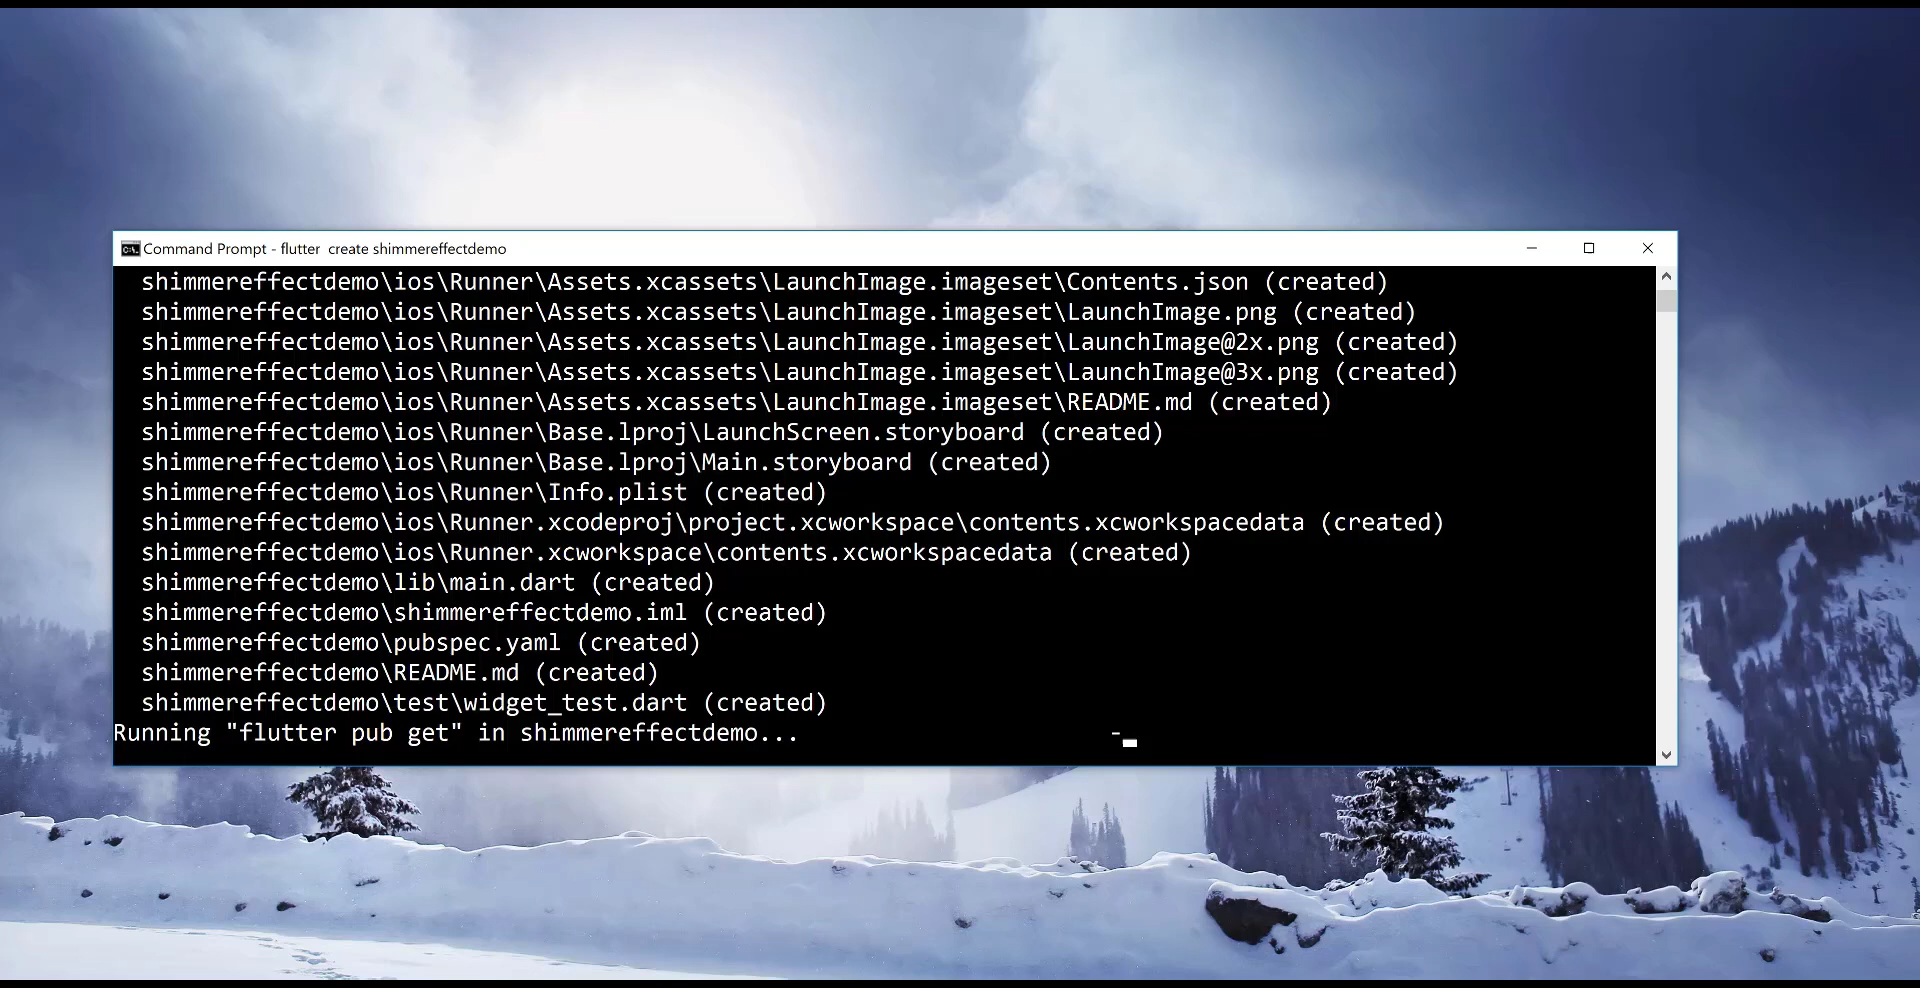 Command Prompt - flutter  create shimmereffectdemo
shimmereffectdemo\ios\Runner\Assets.xcassets\LaunchImage.imageset\Contents.json (created)
shimmereffectdemo\ios\Runner\Assets.xcassets\LaunchImage.imageset\LaunchImage.png (created)
shimmereffectdemo\ios\Runner\Assets.xcassets\LaunchImage.imageset\LaunchImage@2x.png (created)
shimmereffectdemo\ios\Runner\Assets.xcassets\LaunchImage.imageset\LaunchImage@3x.png (created)
shimmereffectdemo\ios\Runner\Assets.xcassets\LaunchImage.imageset\README.md (created)
shimmereffectdemo\ios\Runner\Base.lproj\LaunchScreen.storyboard (created)
shimmereffectdemo\ios\Runner\Base.lproj\Main.storyboard (created)
shimmereffectdemo\ios\Runner\Info.plist (created)
shimmereffectdemo\ios\Runner.xcodeproj\project.xcworkspace\contents.xcworkspacedata (created)
shimmereffectdemo\ios\Runner.xcworkspace\contents.xcworkspacedata (created)
shimmereffectdemo\lib\main.dart (created)
shimmereffectdemo\shimmereffectdemo.iml (created)
shimmereffectdemo\pubspec.yaml (created)
shimmereffectdemo\README.md (created)
shimmereffectdemo\test\widget_test.dart (created)
Running "flutter pub get" in shimmereffectdemo... -